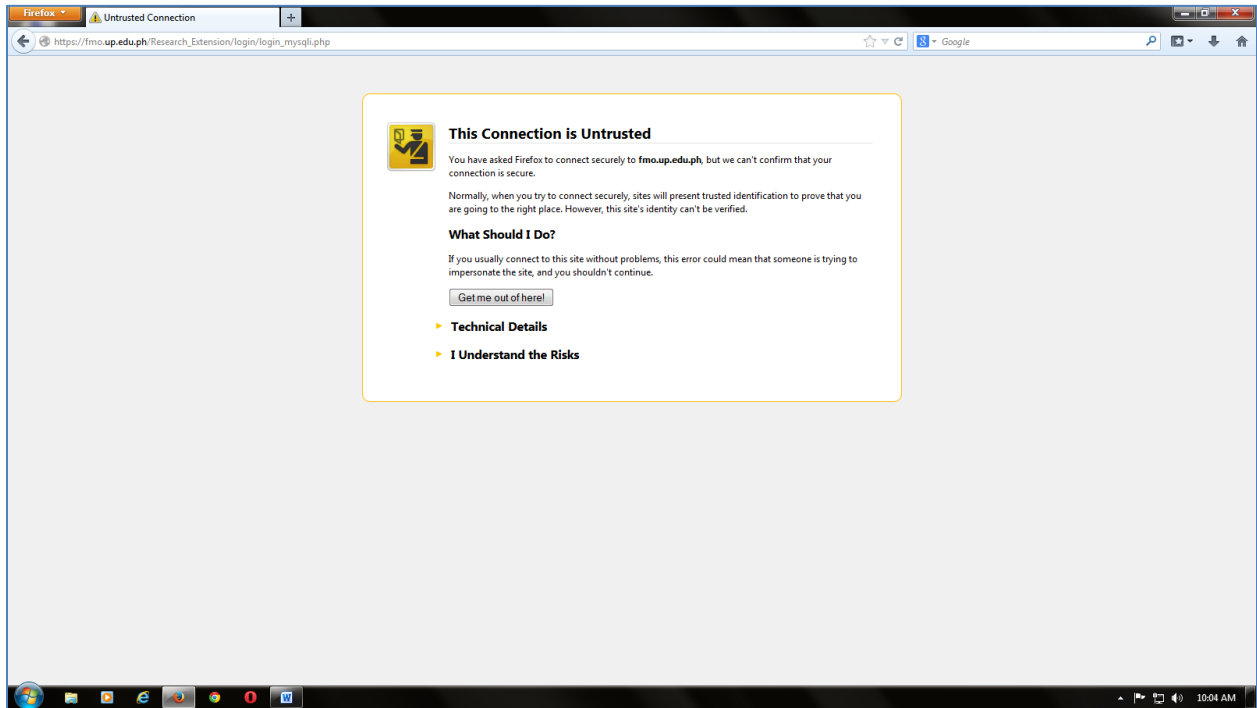 Firefox
Untrusted Connection
https://fmo.up.edu.ph/Research_Extension/login/login_mysqli.php
Google
This Connection is Untrusted
You have asked Firefox to connect securely to fmo.up.edu.ph, but we can't confirm that your
connection is secure.
Normally, when you try to connect securely, sites will present trusted identification to prove that you
are going to the right place. However, this site's identity can't be verified.
What Should I Do?
If you usually connect to this site without problems, this error could mean that someone is trying to
impersonate the site, and you shouldn't continue.
Get me out of here!
Technical Details
I Understand the Risks
10:04 AM